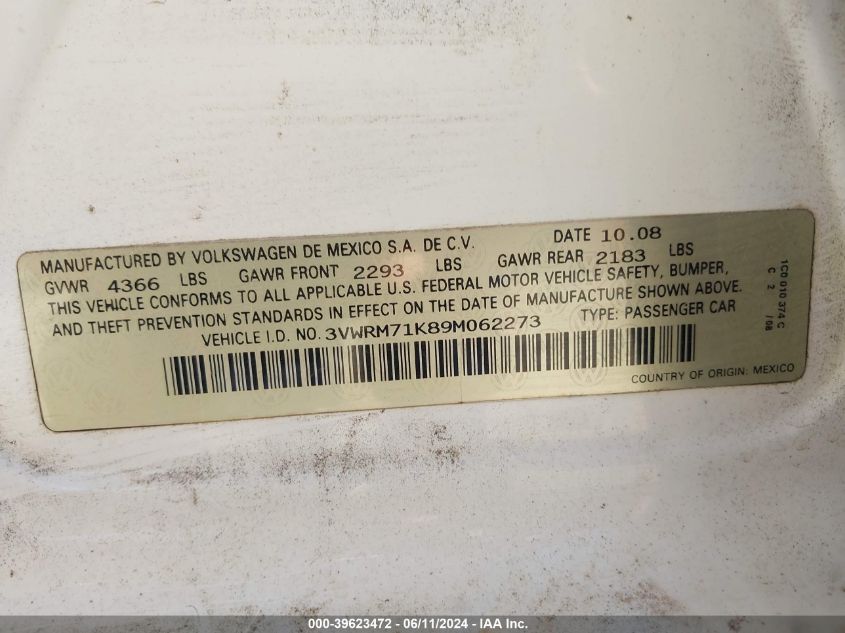 MANUFACTURED BY VOLKSWAGEN DE MEXICO S.A. DE C.V. DATE 10.08
GVWR 4366 LBS GAWR FRONT 2293 LBS GAWR REAR 2183 LBS
THIS VEHICLE CONFORMS TO ALL APPLICABLE U.S. FEDERAL MOTOR VEHICLE SAFETY, BUMPER,
AND THEFT PREVENTION STANDARDS IN EFFECT ON THE DATE OF MANUFACTURE SHOWN ABOVE.
VEHICLE I.D. NO. 3VWRM71K89M062273 TYPE: PASSENGER CAR
COUNTRY OF ORIGIN: MEXICO
1C0 010 374 C
C 2 /08
000-39623472 - 06/11/2024 - IAA Inc.